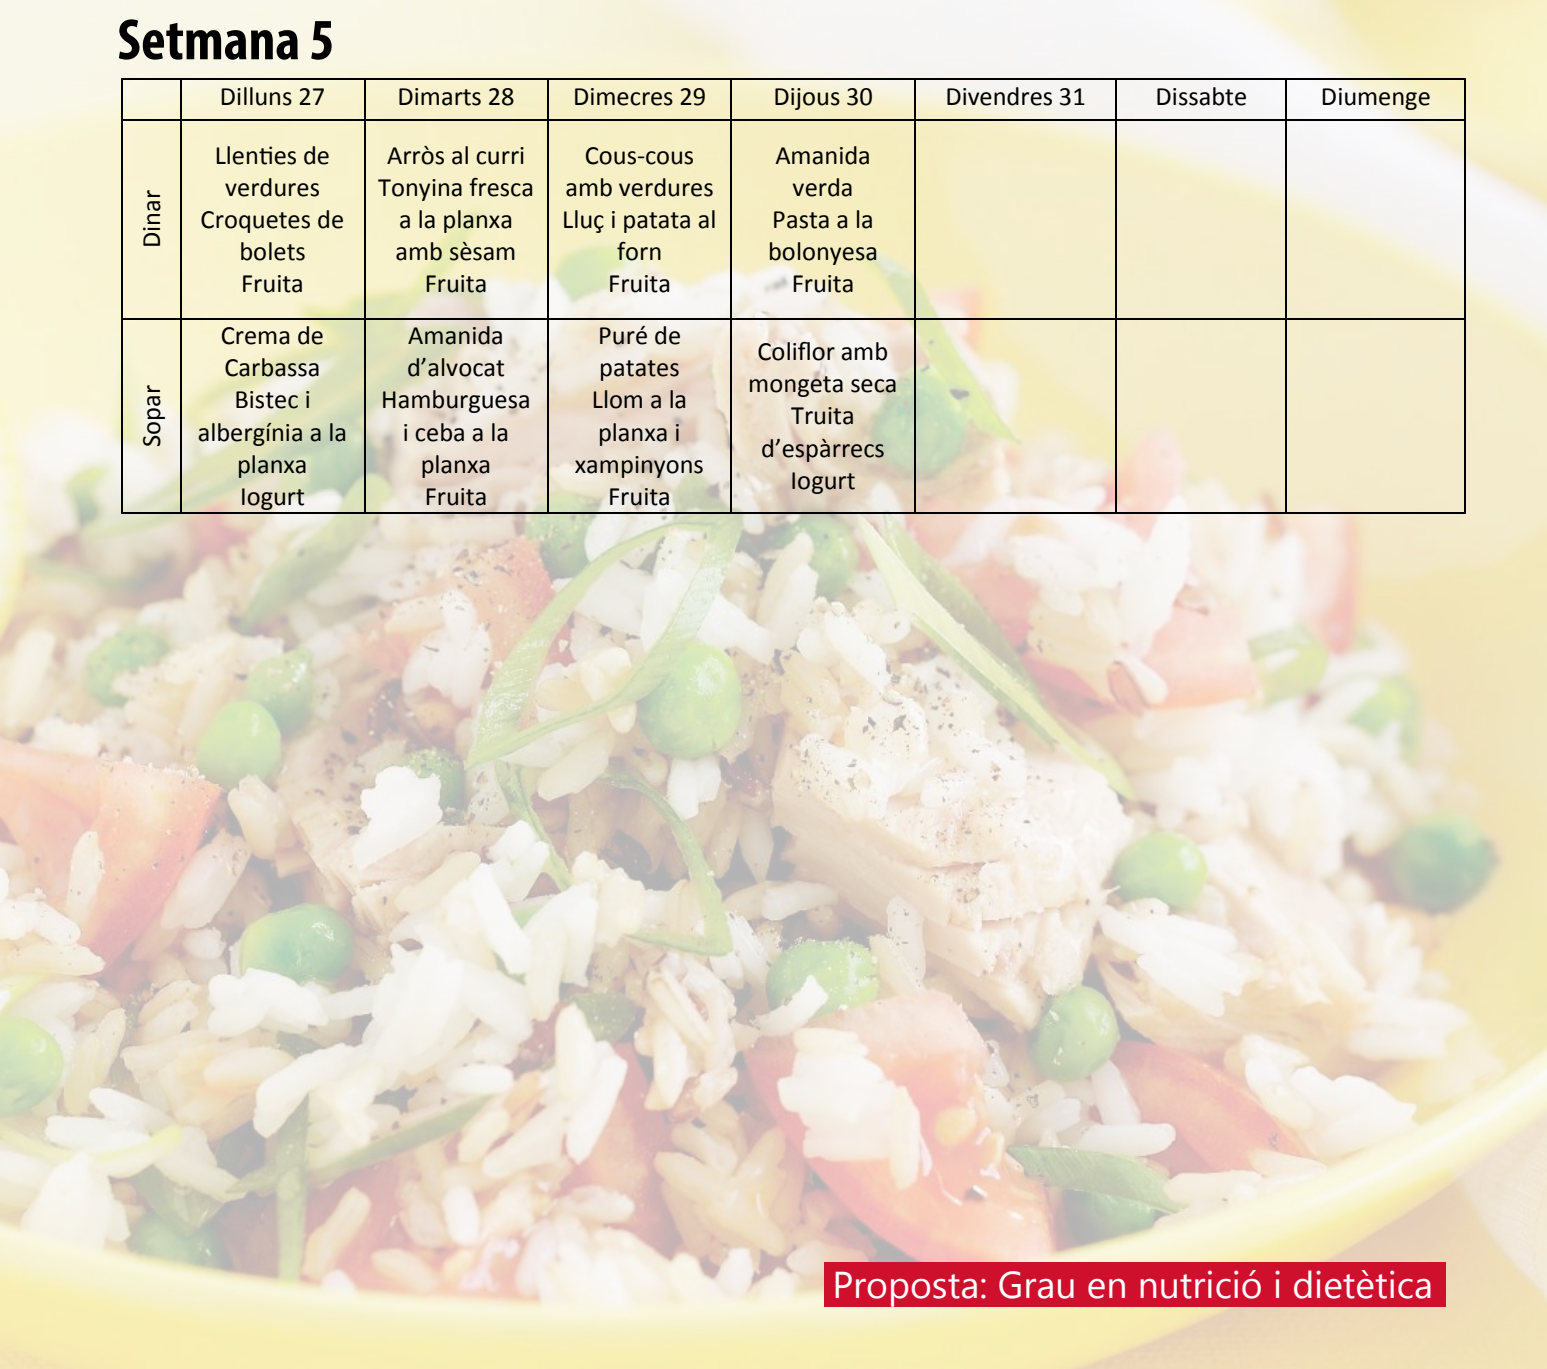 Setmana 5
Dilluns 27 Dimarts 28 Dimecres 29 Dijous 30 Divendres 31 Dissabte Diumenge
Dinar
Llenties de
verdures
Croquetes de
bolets
Fruita
Arròs al curri
Tonyina fresca
a la planxa
amb sèsam
Fruita
Cous-cous
amb verdures
Lluç i patata al
forn
Fruita
Amanida
verda
Pasta a la
bolonyesa
Fruita
Sopar
Crema de
Carbassa
Bistec i
albergínia a la
planxa
Iogurt
Amanida
d’alvocat
Hamburguesa
i ceba a la
planxa
Fruita
Puré de
patates
Llom a la
planxa i
xampinyons
Fruita
Coliflor amb
mongeta seca
Truita
d’espàrrecs
Iogurt
Proposta: Grau en nutrició i dietètica